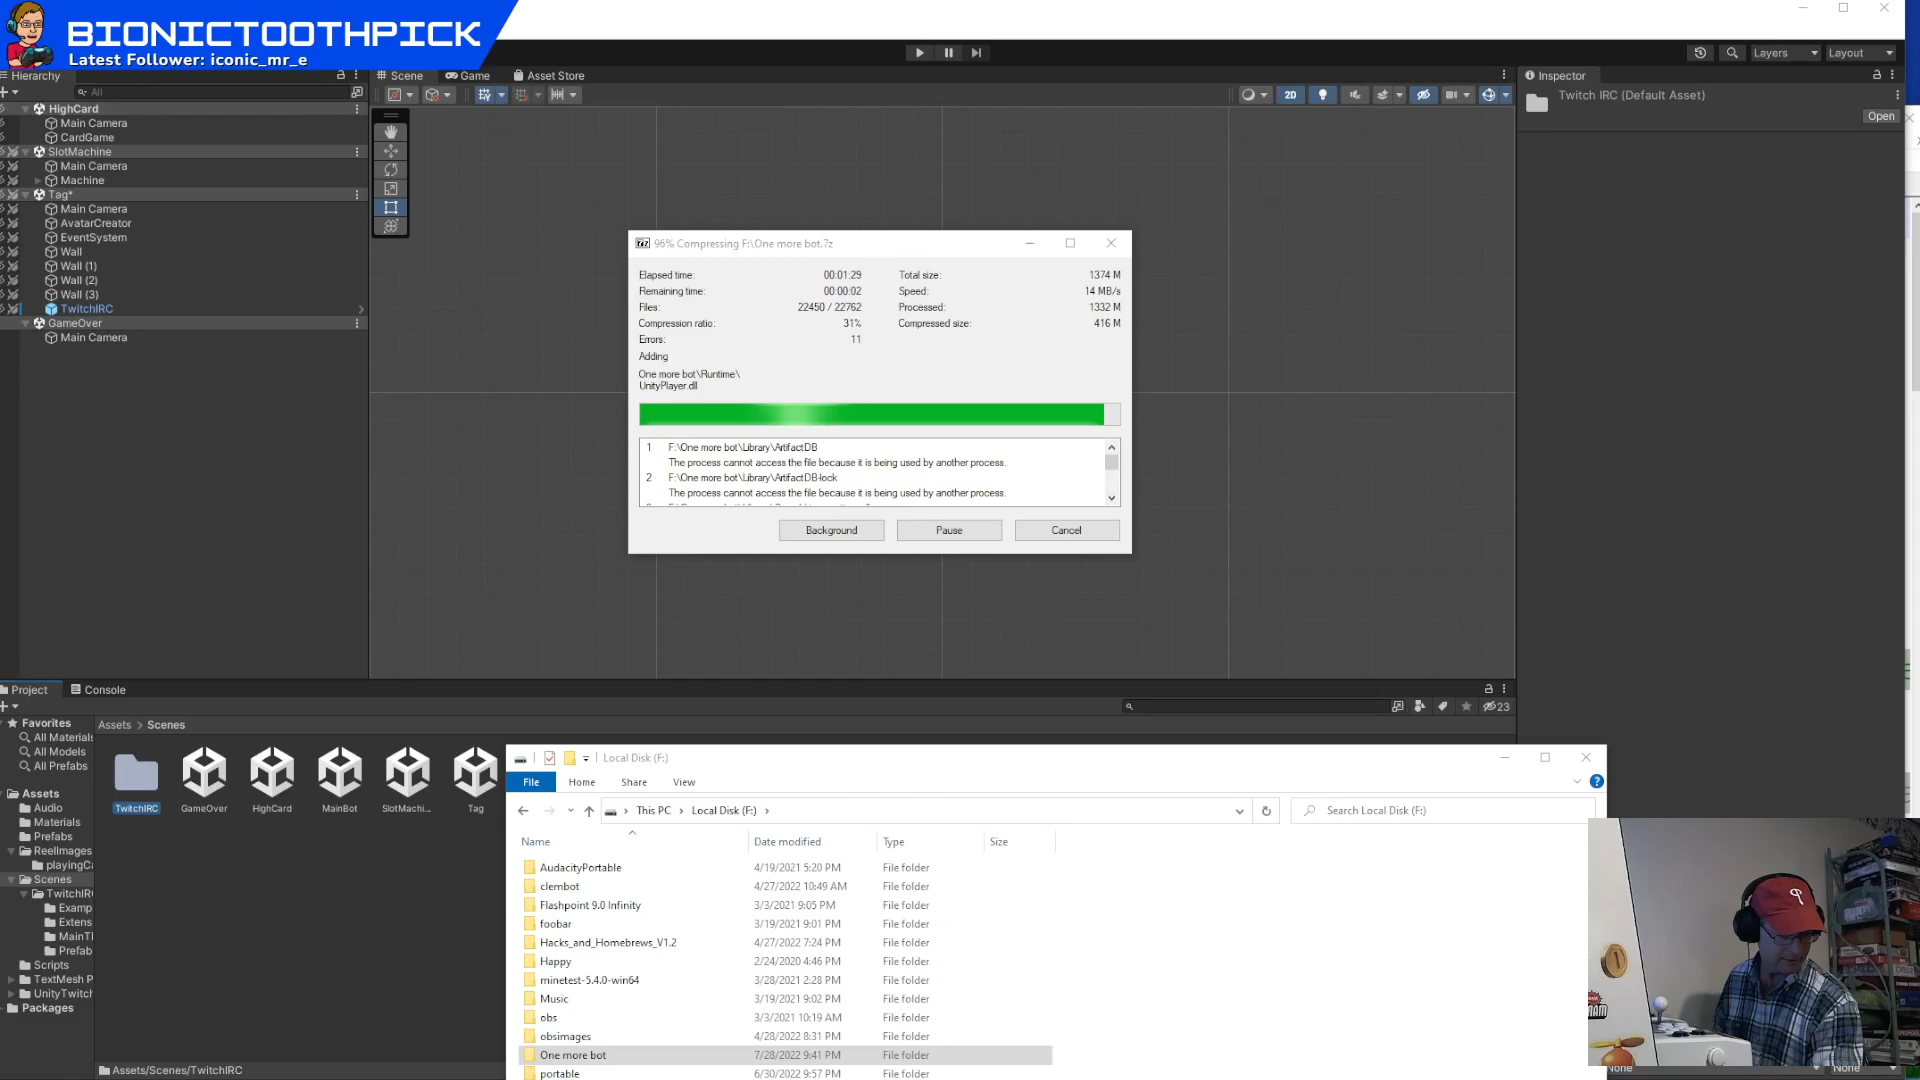 BIONICTOOTHPICK
Latest Follower: iconic_mr_e
Layers
Layout
Hierarchy
All
HighCard
Main Camera
CardGame
SlotMachine
Main Camera
Machine
Tag*
Main Camera
AvatarCreator
EventSystem
Wall
Wall (1)
Wall (2)
Wall (3)
TwitchIRC
GameOver
Main Camera
Scene
Game
Asset Store
2D
Inspector
Twitch IRC (Default Asset)
Open
96% Compressing F:\One more bot.7z
Elapsed time: 00:01:29 Total size: 1374 M
Remaining time: 00:00:02 Speed: 14 MB/s
Files: 22450 / 22762 Processed: 1332 M
Compression ratio: 31% Compressed size: 416 M
Errors: 11
Adding
One more bot\Runtime\
UnityPlayer.dll
1 F:\One more bot\Library\ArtifactDB
The process cannot access the file because it is being used by another process.
2 F:\One more bot\Library\ArtifactDB-lock
The process cannot access the file because it is being used by another process.
Background Pause Cancel
Project
Console
23
Favorites
All Materials
All Models
All Prefabs
Assets
Audio
Materials
Prefabs
ReelImages
playingCa
Scenes
TwitchIR
Examp
Extens
MainTh
Prefab
Scripts
TextMesh P
UnityTwitch
Packages
Assets > Scenes
TwitchIRC
GameOver
HighCard
MainBot
SlotMachi...
Tag
Assets/Scenes/TwitchIRC
Local Disk (F:)
File Home Share View
This PC > Local Disk (F:) >
Search Local Disk (F:)
Name Date modified Type Size
AudacityPortable 4/19/2021 5:20 PM File folder
clembot 4/27/2022 10:49 AM File folder
Flashpoint 9.0 Infinity 3/3/2021 9:05 PM File folder
foobar 3/19/2021 9:01 PM File folder
Hacks_and_Homebrews_V1.2 4/27/2022 7:24 PM File folder
Happy 2/24/2020 4:46 PM File folder
minetest-5.4.0-win64 3/28/2021 2:28 PM File folder
Music 3/19/2021 9:02 PM File folder
obs 3/3/2021 10:19 AM File folder
obsimages 4/28/2022 8:31 PM File folder
One more bot 7/28/2022 9:41 PM File folder
portable 6/30/2022 9:57 PM File folder
None
None